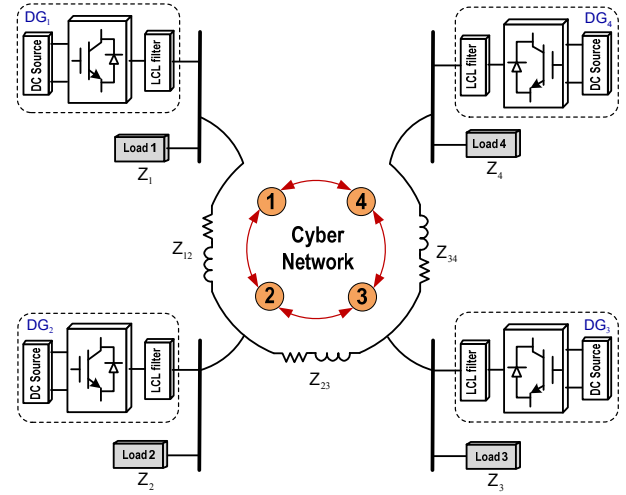 DG1
DC Source
LCL filter
Load 1
Z1
DG4
LCL filter
DC Source
Load 4
Z4
1
4
Cyber
Network
2
3
Z12
Z34
Z23
DG2
DC Source
LCL filter
Load 2
Z2
DG3
LCL filter
DC Source
Load 3
Z3